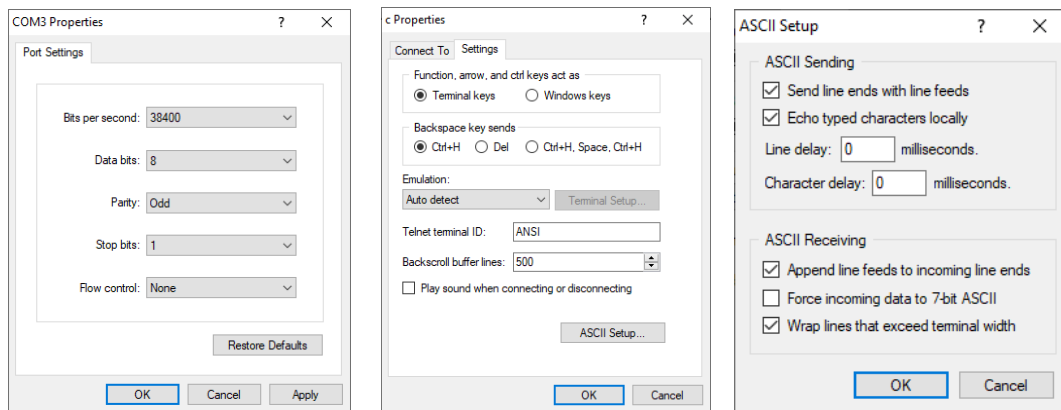 COM3 Properties ? ×
Port Settings
Bits per second: 38400
Data bits: 8
Parity: Odd
Stop bits: 1
Flow control: None
Restore Defaults
OK Cancel Apply
c Properties ? ×
Connect To Settings
Function, arrow, and ctrl keys act as
Terminal keys Windows keys
Backspace key sends
Ctrl+H Del Ctrl+H, Space, Ctrl+H
Emulation:
Auto detect Terminal Setup...
Telnet terminal ID: ANSI
Backscroll buffer lines: 500
Play sound when connecting or disconnecting
ASCII Setup...
OK Cancel
ASCII Setup ? ×
ASCII Sending
Send line ends with line feeds
Echo typed characters locally
Line delay: 0 milliseconds.
Character delay: 0 milliseconds.
ASCII Receiving
Append line feeds to incoming line ends
Force incoming data to 7-bit ASCII
Wrap lines that exceed terminal width
OK Cancel